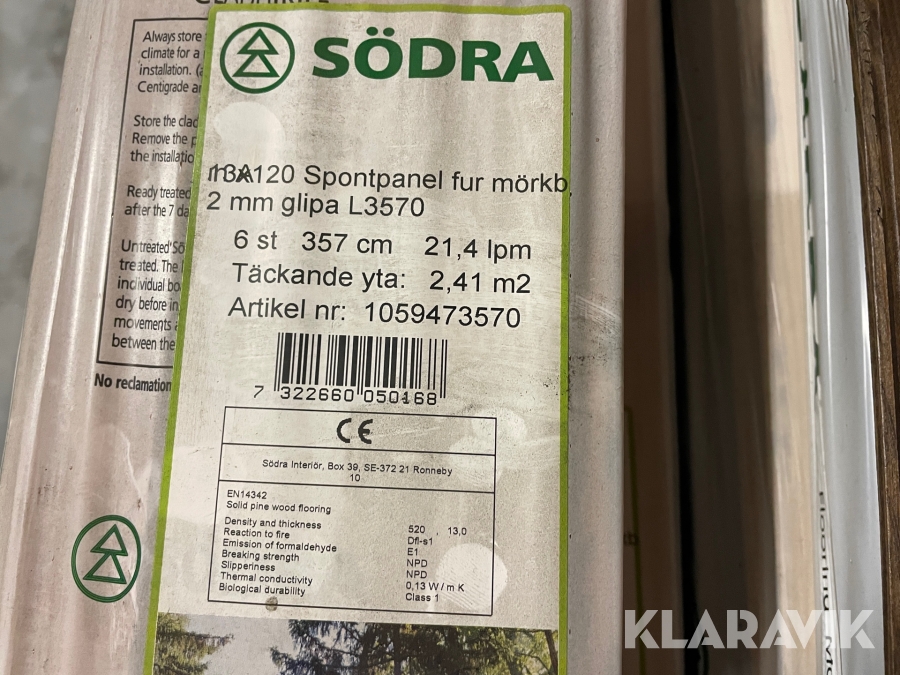 Always store
climate for a
installation.
Centigrade
Store the clad
Remove the
the installatio
Ready treated
after the 7 da
Untreated Sö
treated. The
individual bo
dry before in
movements
between the
No reclamation
SÖDRA
13A120 Spontpanel fur mörkb
2 mm glipa L3570
6 st 357 cm 21,4 lpm
Täckande yta: 2,41 m2
Artikel nr: 1059473570
7 322660 050168
CE
Södra Interiör, Box 39, SE-372 21 Ronneby
10
EN14342
Solid pine wood flooring
Density and thickness 520 , 13,0
Reaction to fire Dfl-s1
Emission of formaldehyde E1
Breaking strength NPD
Slipperiness NPD
Thermal conductivity 0,13 W / m K
Biological durability Class 1
KLARAVIK